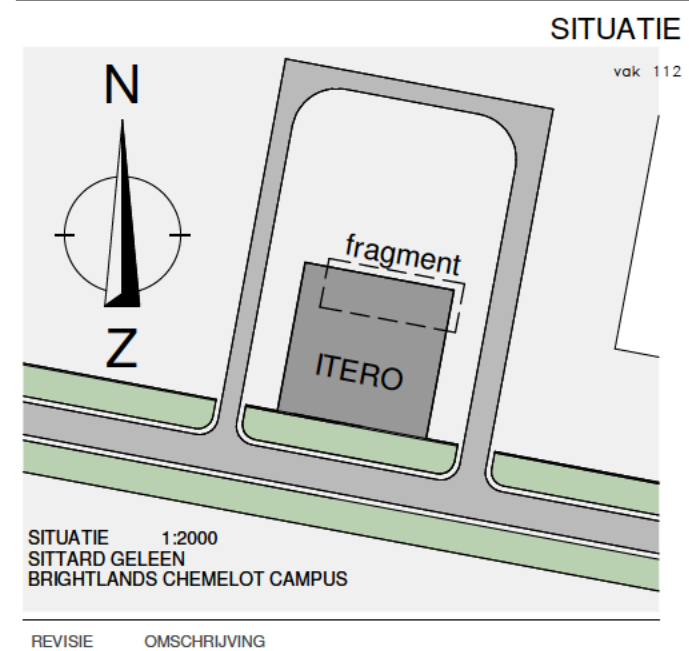 SITUATIE
vak 112
N
fragment
ITERO
Z
SITUATIE 1:2000
SITTARD GELEEN
BRIGHTLANDS CHEMELOT CAMPUS
REVISIE OMSCHRIJVING